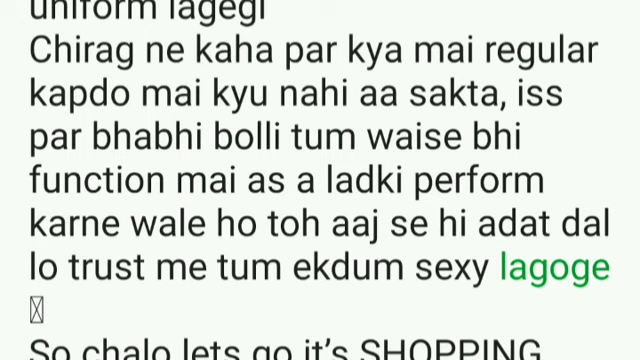 uniform lagegi
Chirag ne kaha par kya mai regular
kapdo mai kyu nahi aa sakta, iss
par bhabhi bolli tum waise bhi
function mai as a ladki perform
karne wale ho toh aaj se hi adat dal
lo trust me tum ekdum sexy lagoge
So chalo lets go it's SHOPPING